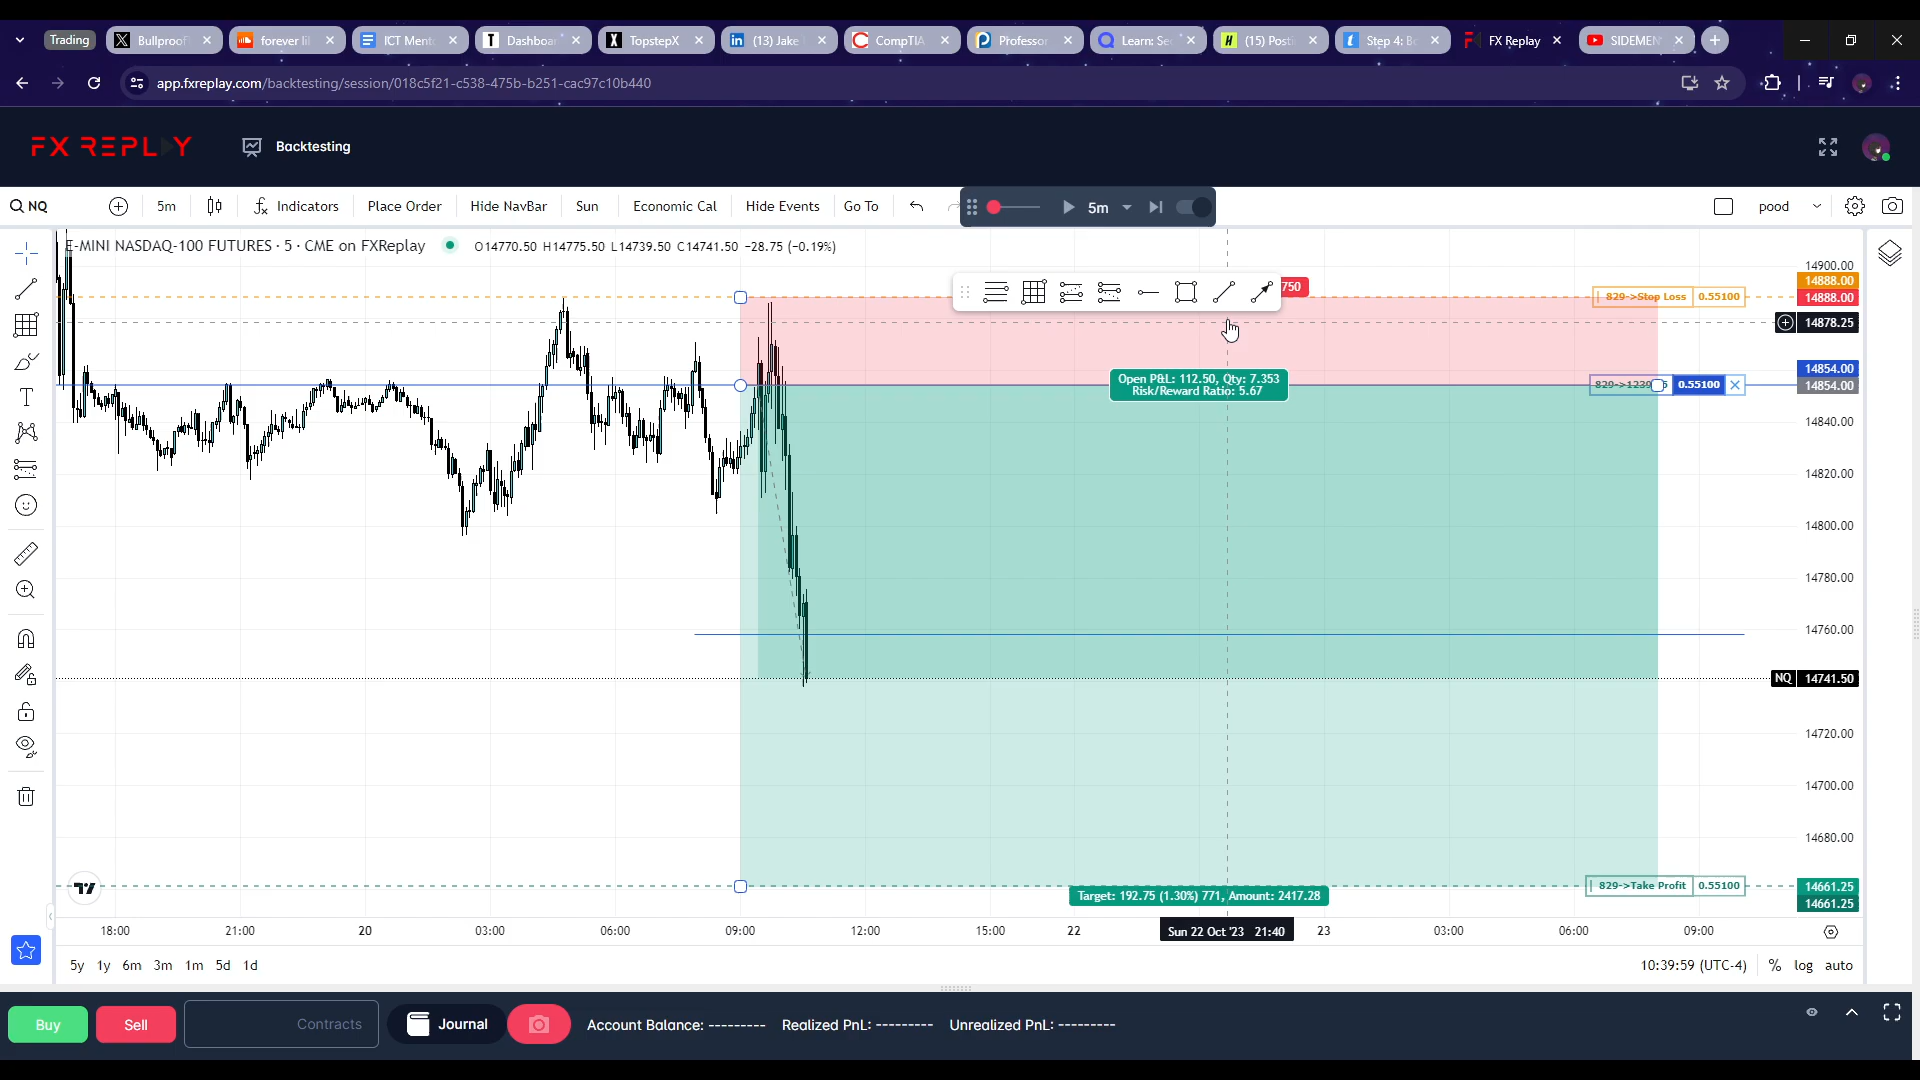 Trading
Bullproof
forever li
ICT Ment
Dashboar
TopstepX
(13) Jake
CompTIA
Professor
Learn: Sec
(15) Posti
Step 4: B
FX Replay
SIDEMEN
app.fxreplay.com/backtesting/session/018c5f21-c538-475b-b251-cac97c10b440
FX REPLAY
Backtesting
NQ
5m
Indicators
Place Order
Hide NavBar
Sun
Economic Cal
Hide Events
Go To
5m
pood
E-MINI NASDAQ-100 FUTURES · 5 · CME on FXReplay
O14770.50 H14775.50 L14739.50 C14741.50 −28.75 (−0.19%)
14900.00
14888.00
750
829->Stop Loss 0.55100
14888.00
14878.25
14854.00
Open P&L: 112.50, Qty: 7.353
Risk/Reward Ratio: 5.67
0.55100
14854.00
14840.00
14820.00
14800.00
14780.00
14760.00
NQ 14741.50
14720.00
14700.00
14680.00
Target: 192.75 (1.30%) 771, Amount: 2417.28
829->Take Profit 0.55100
14661.25
14661.25
18:00
21:00
20
03:00
06:00
09:00
12:00
15:00
22
Sun 22 Oct '23 21:40
23
03:00
06:00
09:00
5y
1y
6m
3m
1m
5d
1d
10:39:59 (UTC-4)
%
log
auto
Buy
Sell
Contracts
Journal
Account Balance: ---------
Realized PnL: ---------
Unrealized PnL: ---------